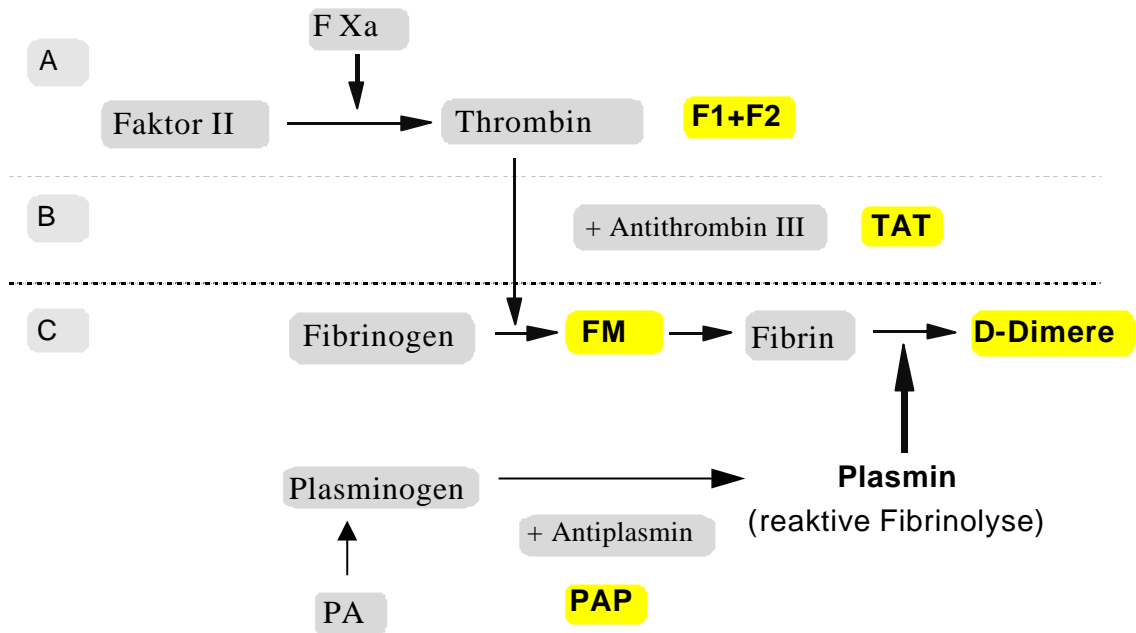 F Xa
A
Faktor II
Thrombin
F1+F2
B
+ Antithrombin III
TAT
C
Fibrinogen
FM
Fibrin
D-Dimere
Plasminogen
Plasmin
(reaktive Fibrinolyse)
+ Antiplasmin
PA
PAP